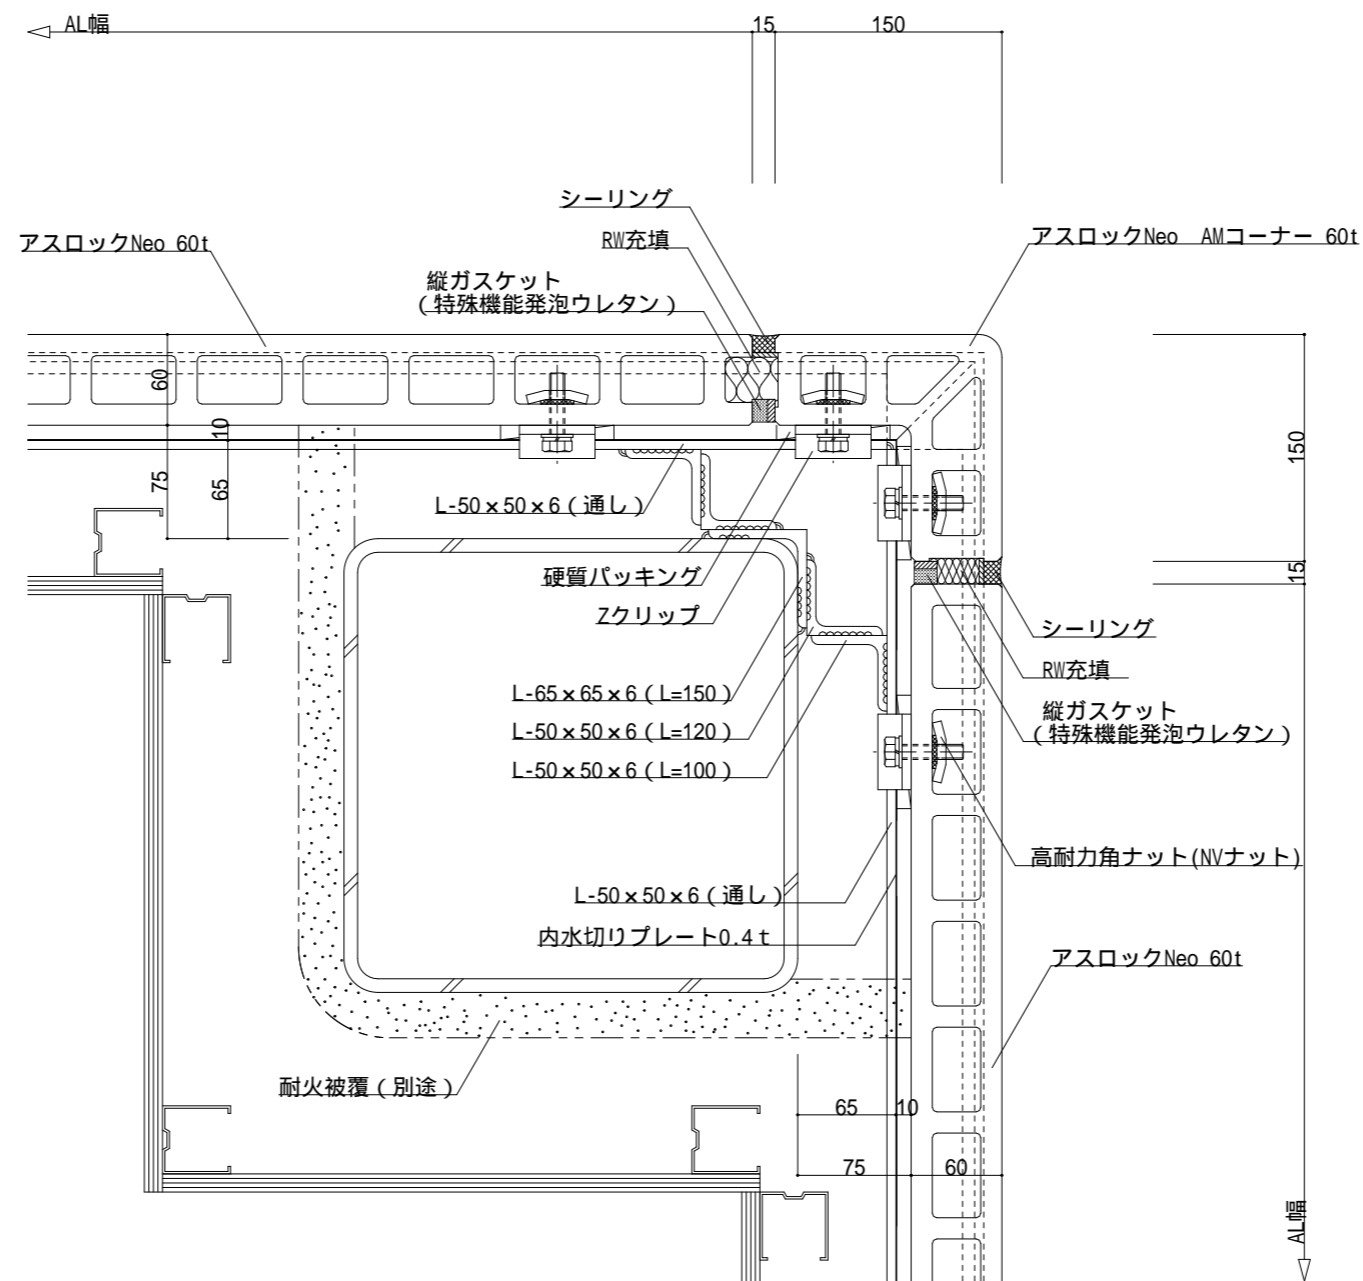 AL幅
15
150
シーリング
RW充填
縦ガスケット
(特殊機能発泡ウレタン)
アスロックNeo 60t
アスロックNeo AMコーナー 60t
60
10
75
65
150
15
L-50×50×6(通し)
硬質パッキング
Zクリップ
L-65×65×6(L=150)
L-50×50×6(L=120)
L-50×50×6(L=100)
シーリング
RW充填
縦ガスケット
(特殊機能発泡ウレタン)
高耐力角ナット(NVナット)
L-50×50×6(通し)
内水切りプレート0.4t
アスロックNeo 60t
耐火被覆(別途)
65
10
75
60
AL幅